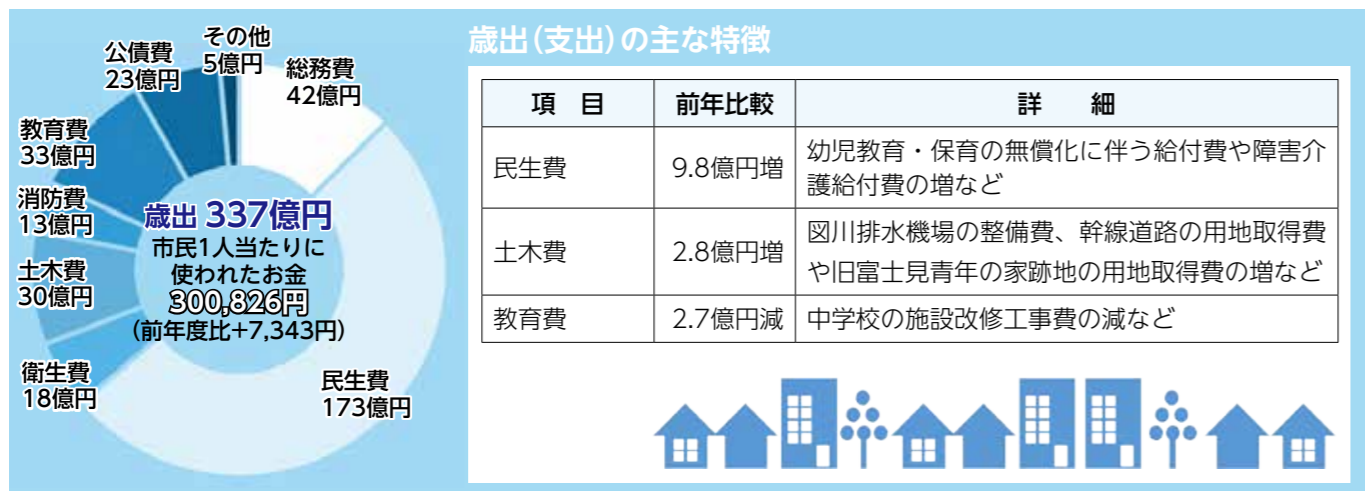 歳出(支出)の主な特徴
その他
5億円
公債費
23億円
総務費
42億円
教育費
33億円
消防費
13億円
土木費
30億円
衛生費
18億円
民生費
173億円
歳出 337億円
市民1人当たりに
使われたお金
300,826円
(前年度比+7,343円)
項 目 前年比較 詳 細
民生費 9.8億円増 幼児教育・保育の無償化に伴う給付費や障害介
護給付費の増など
土木費 2.8億円増 図川排水機場の整備費、幹線道路の用地取得費
や旧富士見青年の家跡地の用地取得費の増など
教育費 2.7億円減 中学校の施設改修工事費の減など